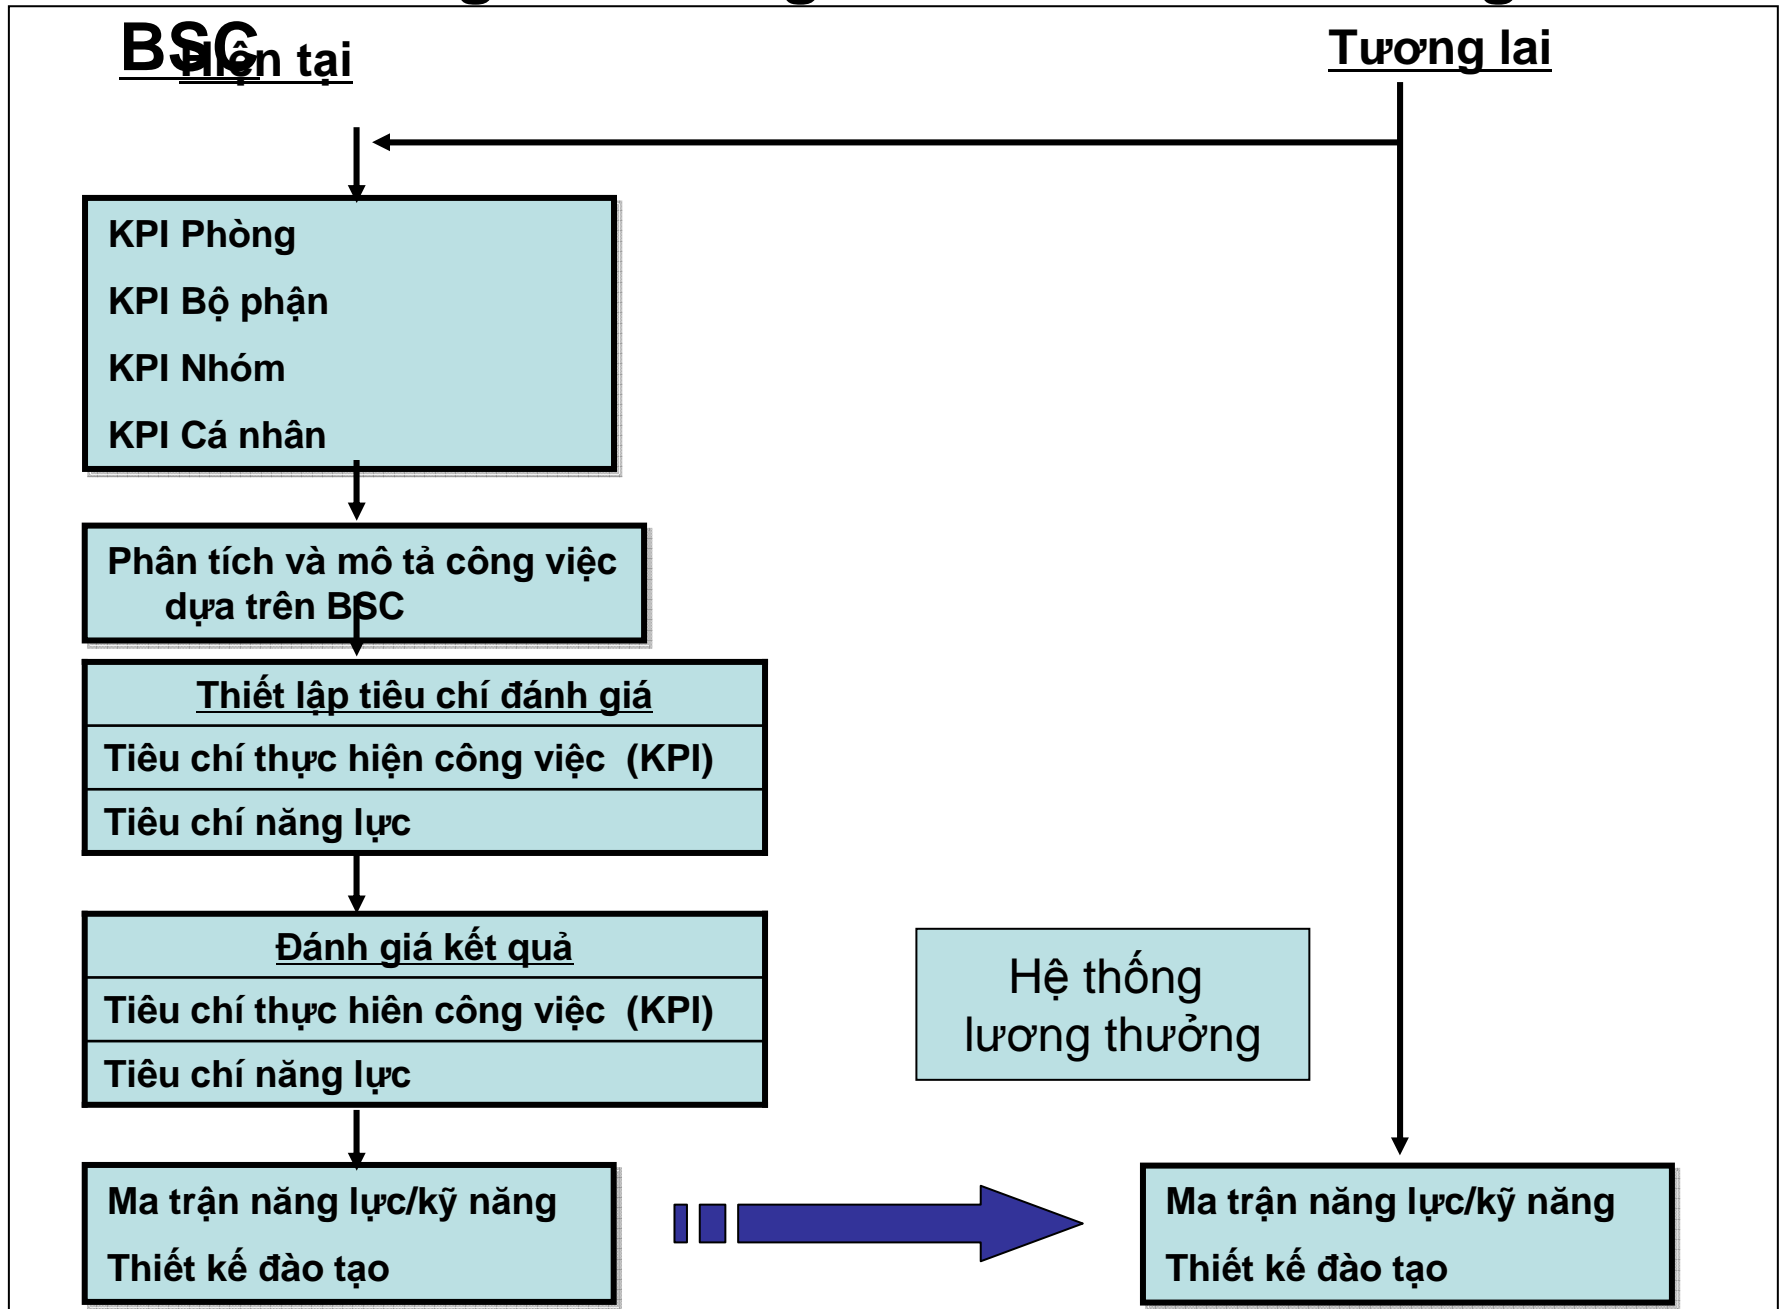 BSC
Hiện tại
Tương lai
KPI Phòng
KPI Bộ phận
KPI Nhóm
KPI Cá nhân
Phân tích và mô tả công việc
dựa trên BSC
Thiết lập tiêu chí đánh giá
Tiêu chí thực hiện công việc (KPI)
Tiêu chí năng lực
Đánh giá kết quả
Tiêu chí thực hiên công việc (KPI)
Tiêu chí năng lực
Hệ thống
lương thưởng
Ma trận năng lực/kỹ năng
Thiết kế đào tạo
Ma trận năng lực/kỹ năng
Thiết kế đào tạo